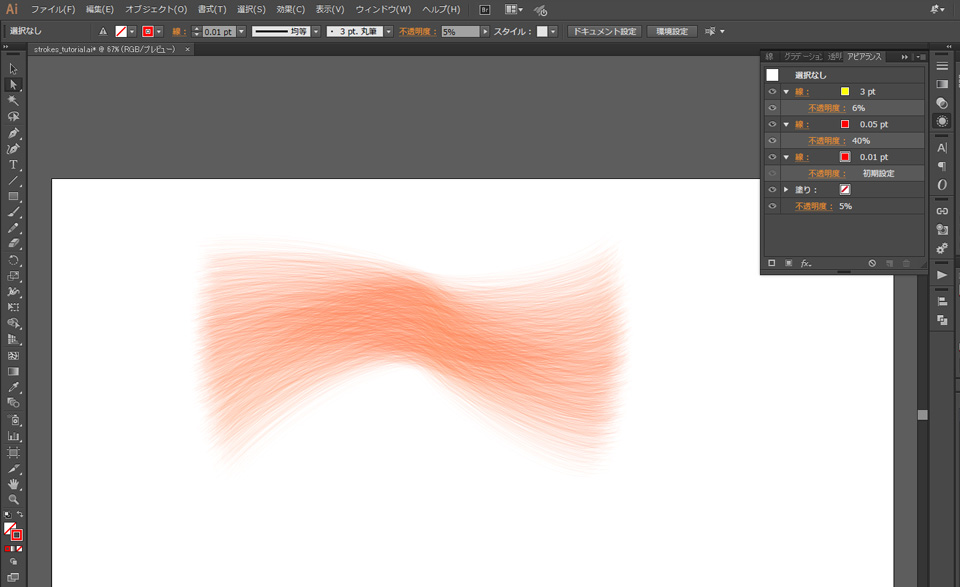 Ai ファイル(F) 編集(E) オブジェクト(O) 書式(T) 選択(S) 効果(C) 表示(V) ウィンドウ(W) ヘルプ(H) Br
選択なし 線 : 0.01 pt 均等 3 pt. 丸筆 不透明度 : 5% スタイル : ドキュメント設定 環境設定
strokes_tutorial.ai* @ 67% (RGB/プレビュー) ×
線 グラデーション 透明 アピアランス
選択なし
線 : 3 pt
不透明度 : 6%
線 : 0.05 pt
不透明度 : 40%
線 : 0.01 pt
不透明度 : 初期設定
塗り :
不透明度 : 5%
fx.